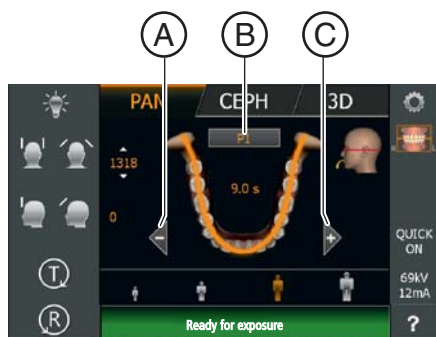 A B C
PAN CEPH 3D
P1
1318
9.0 s
0
QUICK
ON
T
69kV
12mA
R
Ready for exposure
?